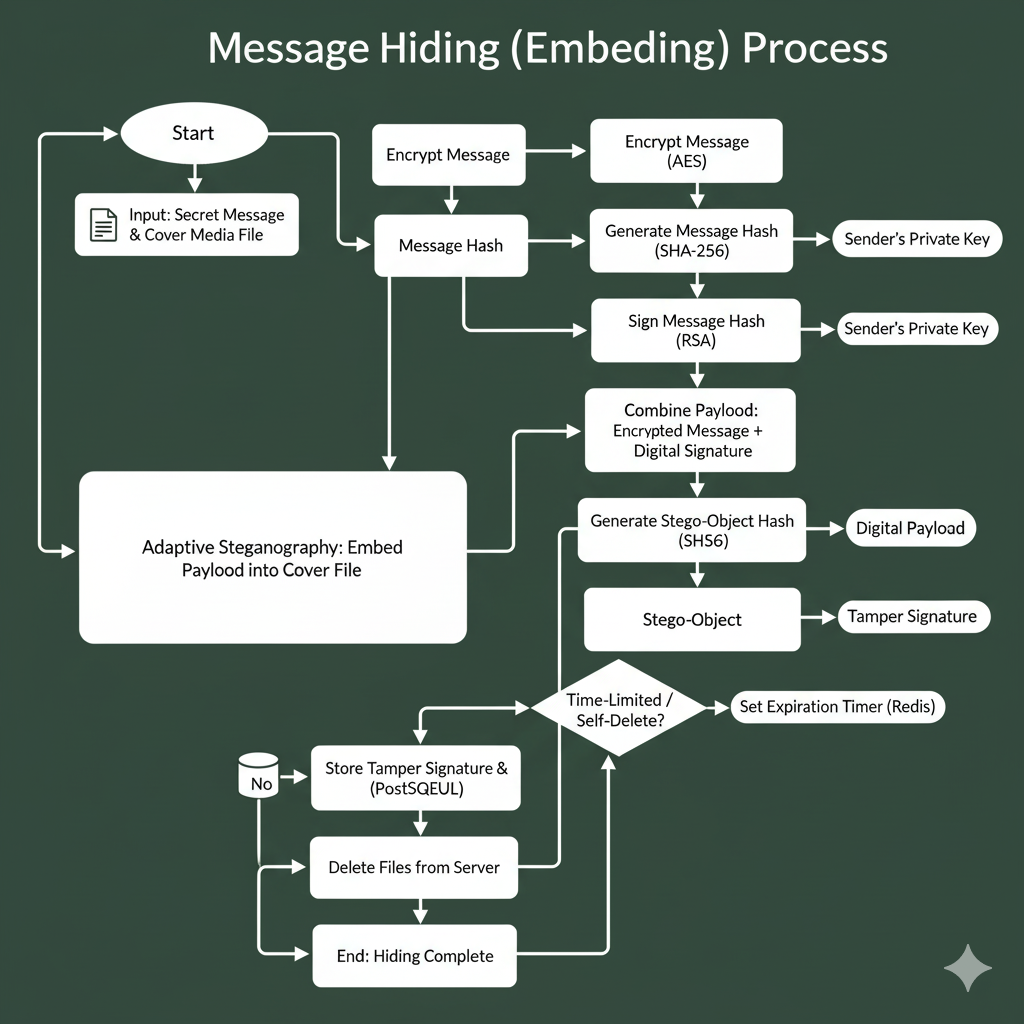 Message Hiding (Embeding) Process
Start
Input: Secret Message
& Cover Media File
Encrypt Message
Encrypt Message
(AES)
Message Hash
Generate Message Hash
(SHA-256)
Sender's Private Key
Sign Message Hash
(RSA)
Sender's Private Key
Combine Paylood:
Encrypted Message +
Digital Signature
Adaptive Steganography: Embed
Paylood into Cover File
Generate Stego-Object Hash
(SHS6)
Digital Payload
Stego-Object
Tamper Signature
Time-Limited /
Self-Delete?
Set Expiration Timer (Redis)
No
Store Tamper Signature &
(PostSQEUL)
Delete Files from Server
End: Hiding Complete